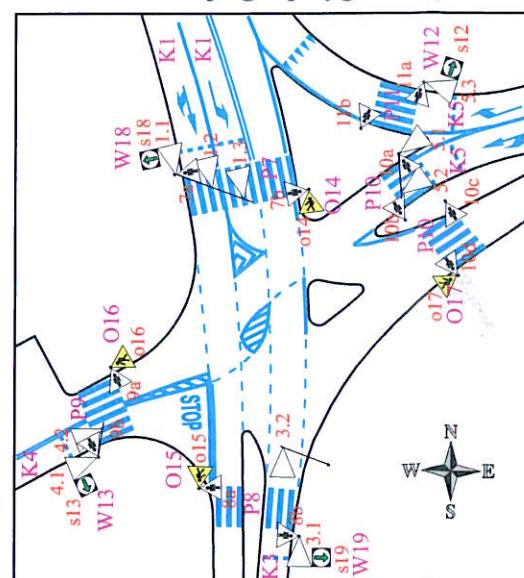 K1
K1
W18
s18
1.1
1.3
7a
P7
7b
O14
o14
W12
s12
11a
P11
11b
5.3
K5
5.1
K5
5.2
10a
P10
10b
10c
P10
10d
o17
O17
O16
o16
9a
P9
9b
K4
4.2
4.1
s13
W13
STOP
o15
O15
8a
P8
8b
3.2
3.1
K3
s19
W19
N
W
E
S